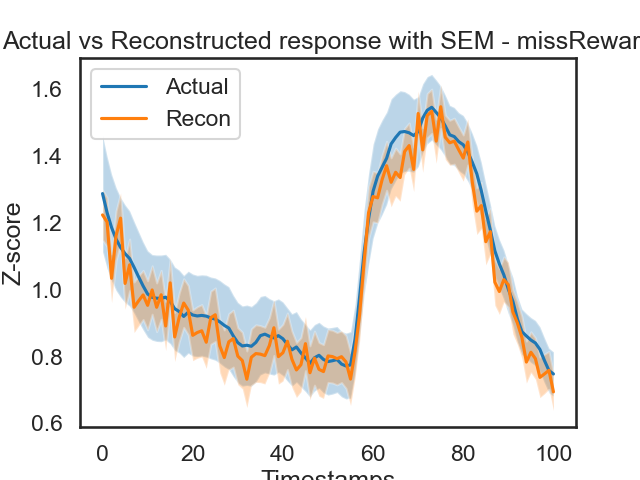 Actual vs Reconstructed response with SEM - missRewar
Actual
Recon
Z-score
1.6
1.4
1.2
1.0
0.8
0.6
0 20 40 60 80 100
Timestamps